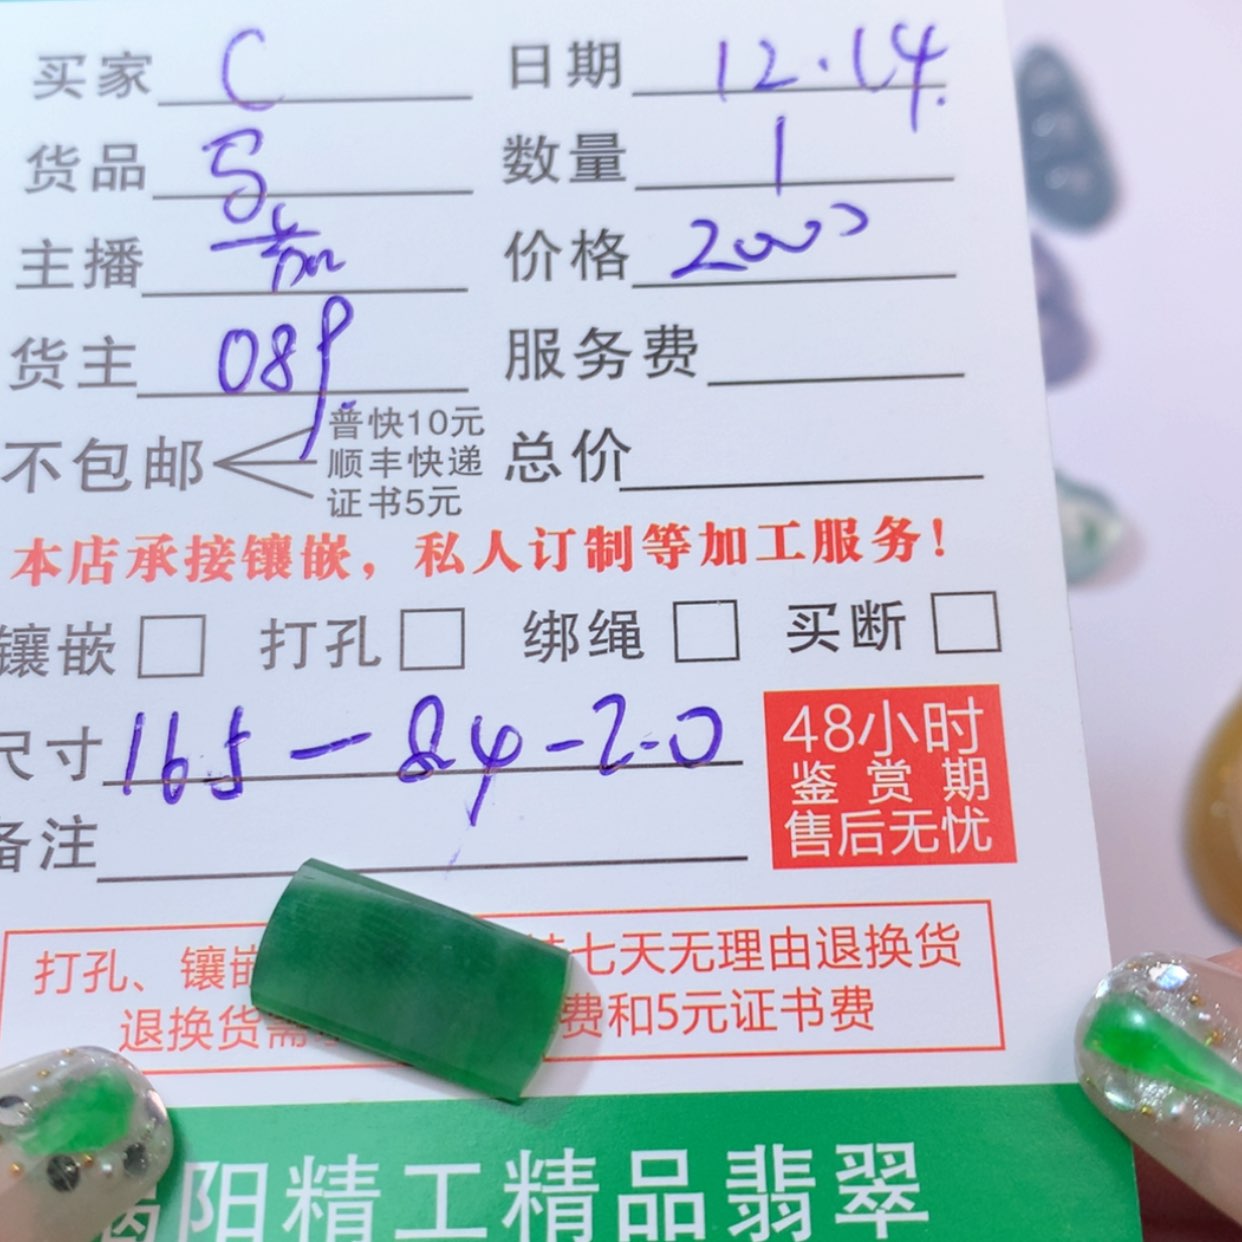 买家 C 日期 12.14.
货品 数量 1
主播 价格 2000
货主 089 服务费
不包邮 普快10元 顺丰快递 证书5元 总价
本店承接镶嵌，私人订制等加工服务！
镶嵌 打孔 绑绳 买断
尺寸 165-84-2.0
48小时
鉴赏期
售后无忧
备注
打孔、镶嵌 七天无理由退换货
退换货需 费和5元证书费
阳精工精品翡翠